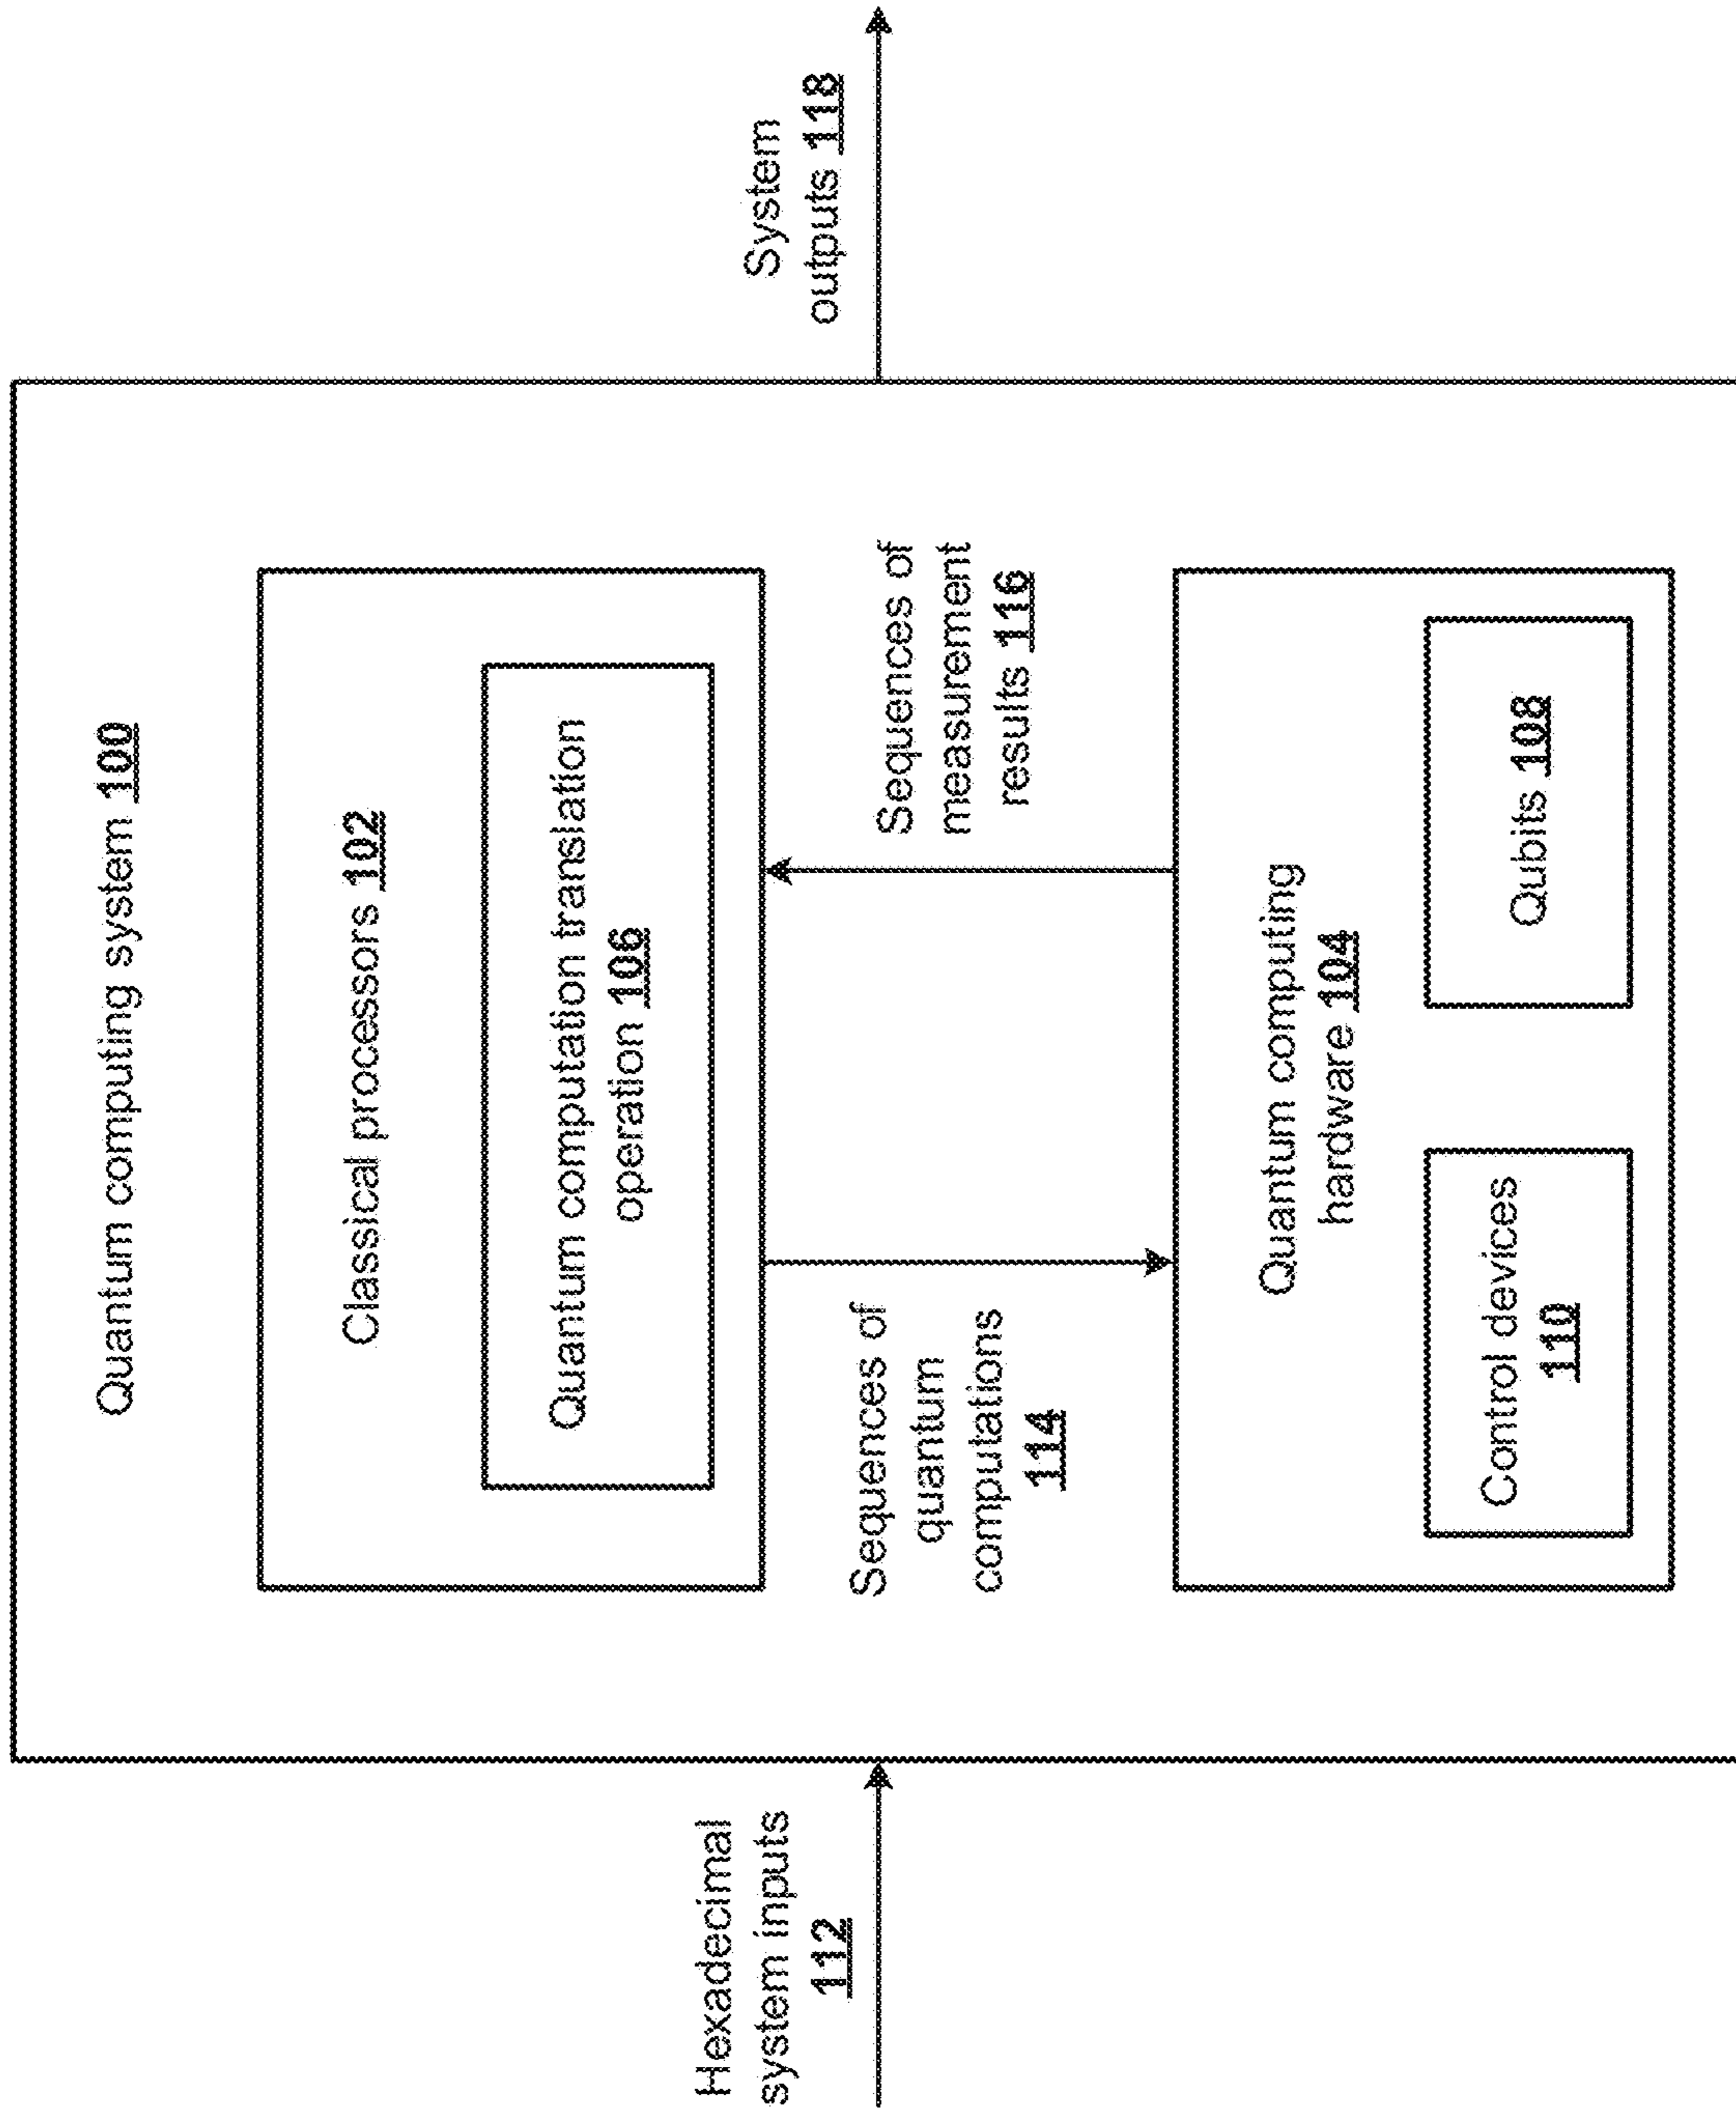 Quantum computing system 100
Classical processors 102
Quantum computation translation
operation 106
Hexadecimal
system inputs
112
Sequences of
quantum
computations
114
Sequences of
measurement
results 116
System
outputs 118
Quantum computing
hardware 104
Control devices
110
Qubits 108